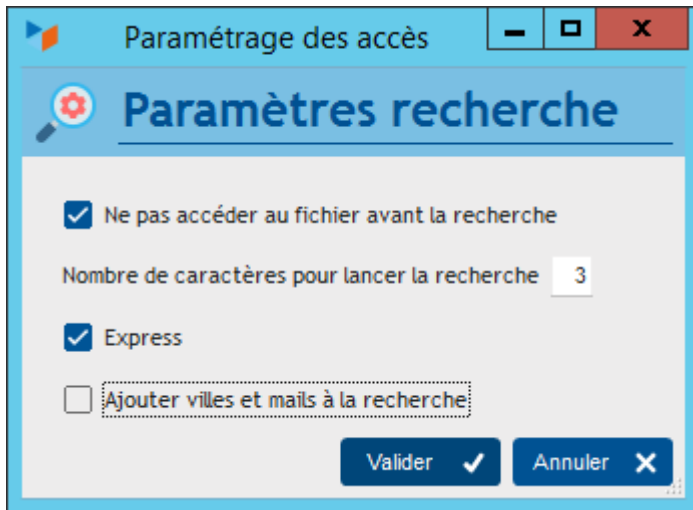 Paramétrage des accès
Paramètres recherche
Ne pas accéder au fichier avant la recherche
Nombre de caractères pour lancer la recherche 3
Express
Ajouter villes et mails à la recherche
Valider Annuler